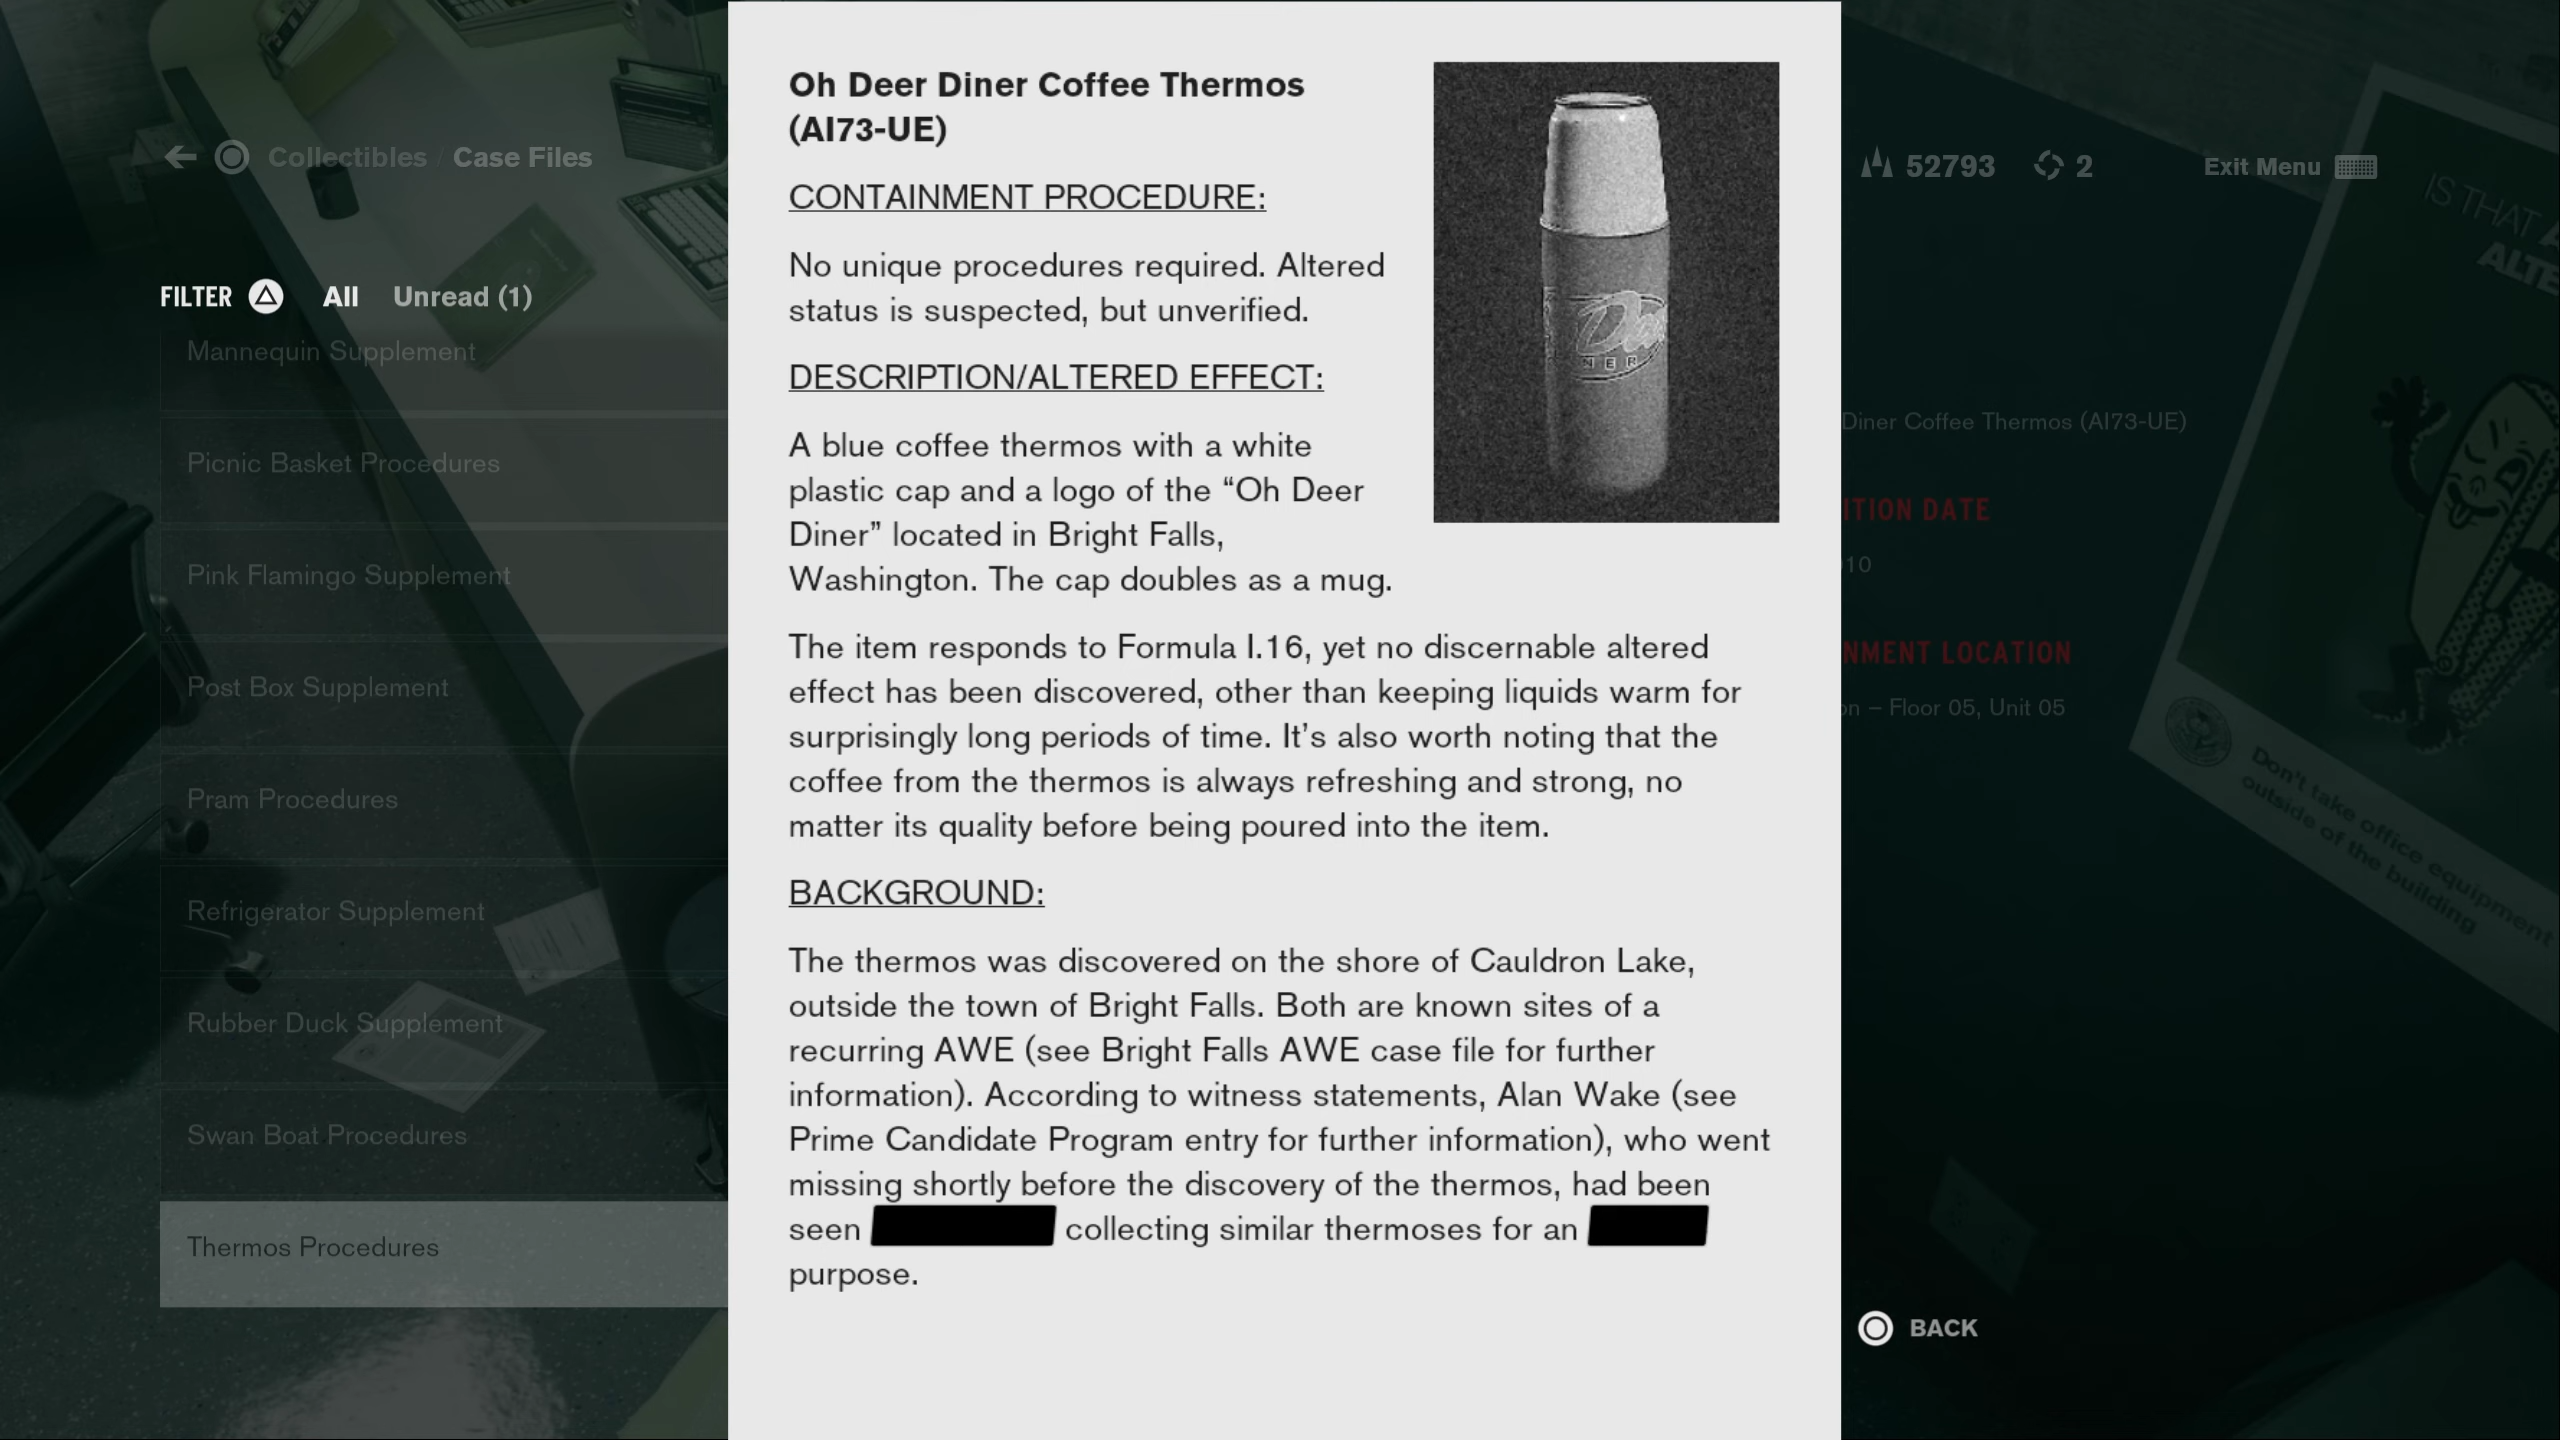 Collectibles / Case Files
52793
2
Exit Menu
FILTER All Unread (1)
Mannequin Supplement
Picnic Basket Procedures
Pink Flamingo Supplement
Post Box Supplement
Pram Procedures
Refrigerator Supplement
Rubber Duck Supplement
Swan Boat Procedures
Thermos Procedures
Oh Deer Diner Coffee Thermos
(AI73-UE)
CONTAINMENT PROCEDURE:
No unique procedures required. Altered
status is suspected, but unverified.
DESCRIPTION/ALTERED EFFECT:
A blue coffee thermos with a white
plastic cap and a logo of the “Oh Deer
Diner” located in Bright Falls,
Washington. The cap doubles as a mug.
The item responds to Formula I.16, yet no discernable altered
effect has been discovered, other than keeping liquids warm for
surprisingly long periods of time. It’s also worth noting that the
coffee from the thermos is always refreshing and strong, no
matter its quality before being poured into the item.
BACKGROUND:
The thermos was discovered on the shore of Cauldron Lake,
outside the town of Bright Falls. Both are known sites of a
recurring AWE (see Bright Falls AWE case file for further
information). According to witness statements, Alan Wake (see
Prime Candidate Program entry for further information), who went
missing shortly before the discovery of the thermos, had been
seen collecting similar thermoses for an
purpose.
Diner Coffee Thermos (AI73-UE)
ITION DATE
10
NMENT LOCATION
on – Floor 05, Unit 05
IS THAT
ALTE
Don't take office equipment
outside of the building
BACK